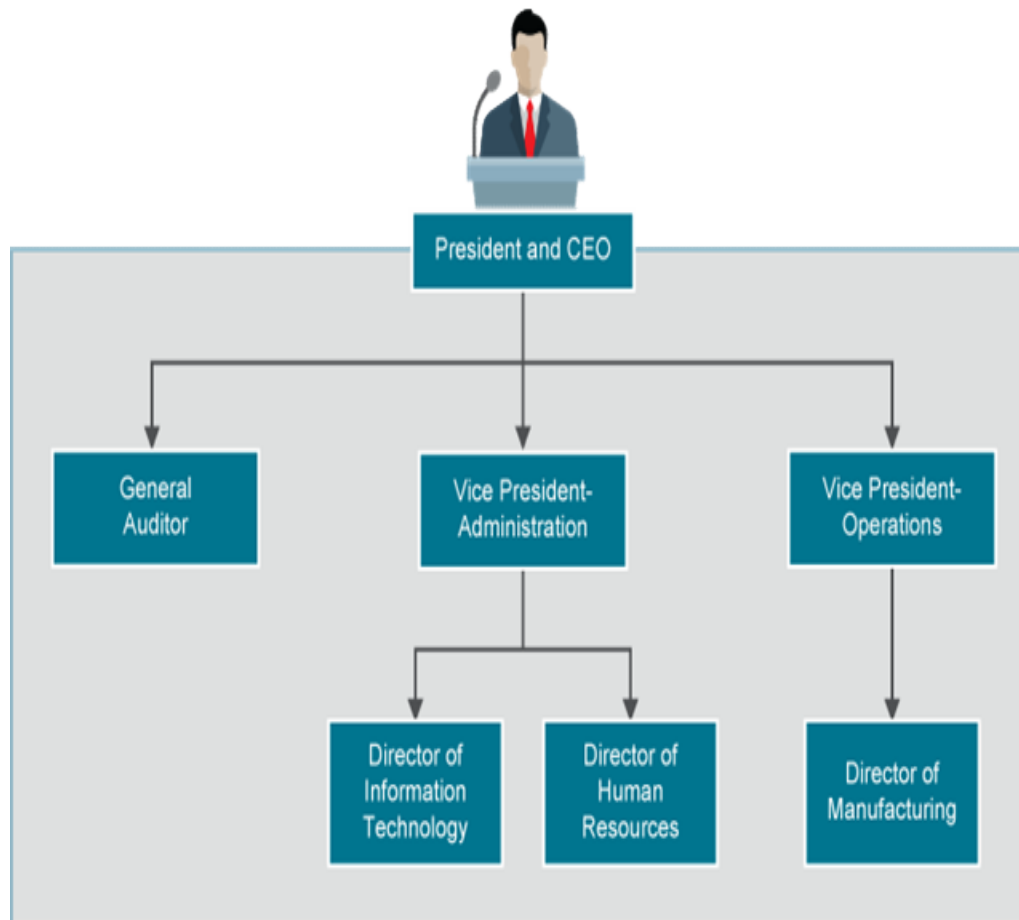 President and CEO
General
Auditor
Vice President-
Administration
Vice President-
Operations
Director of
Information
Technology
Director of
Human
Resources
Director of
Manufacturing